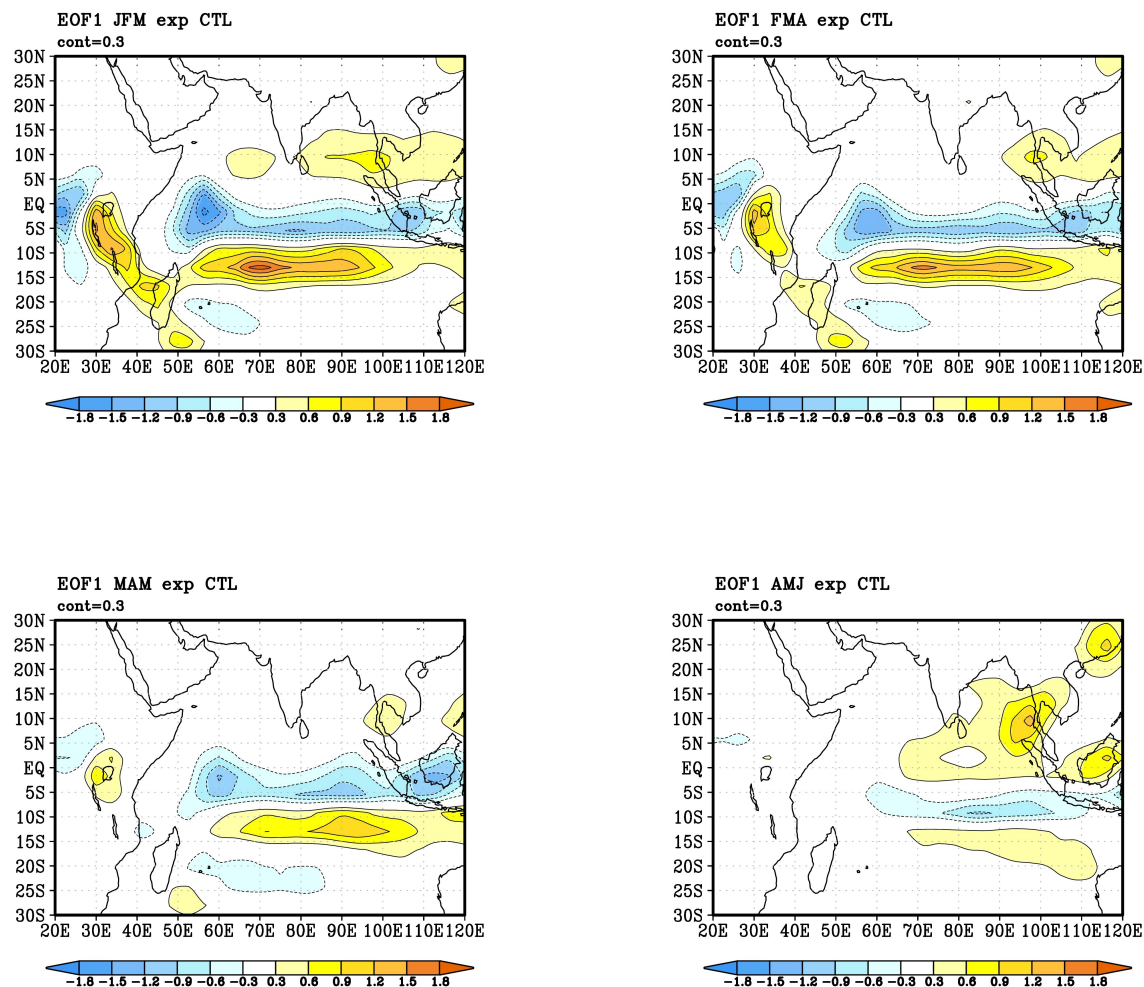 EOF1 JFM exp CTL
cont=0.3
30N
25N
20N
15N
10N
5N
EQ
5S
10S
15S
20S
25S
30S
20E 30E 40E 50E 60E 70E 80E 90E 100E 110E 120E
-1.8 -1.5 -1.2 -0.9 -0.6 -0.3 0.3 0.6 0.9 1.2 1.5 1.8
EOF1 FMA exp CTL
cont=0.3
30N
25N
20N
15N
10N
5N
EQ
5S
10S
15S
20S
25S
30S
20E 30E 40E 50E 60E 70E 80E 90E 100E 110E 120E
-1.8 -1.5 -1.2 -0.9 -0.6 -0.3 0.3 0.6 0.9 1.2 1.5 1.8
EOF1 MAM exp CTL
cont=0.3
30N
25N
20N
15N
10N
5N
EQ
5S
10S
15S
20S
25S
30S
20E 30E 40E 50E 60E 70E 80E 90E 100E 110E 120E
-1.8 -1.5 -1.2 -0.9 -0.6 -0.3 0.3 0.6 0.9 1.2 1.5 1.8
EOF1 AMJ exp CTL
cont=0.3
30N
25N
20N
15N
10N
5N
EQ
5S
10S
15S
20S
25S
30S
20E 30E 40E 50E 60E 70E 80E 90E 100E 110E 120E
-1.8 -1.5 -1.2 -0.9 -0.6 -0.3 0.3 0.6 0.9 1.2 1.5 1.8